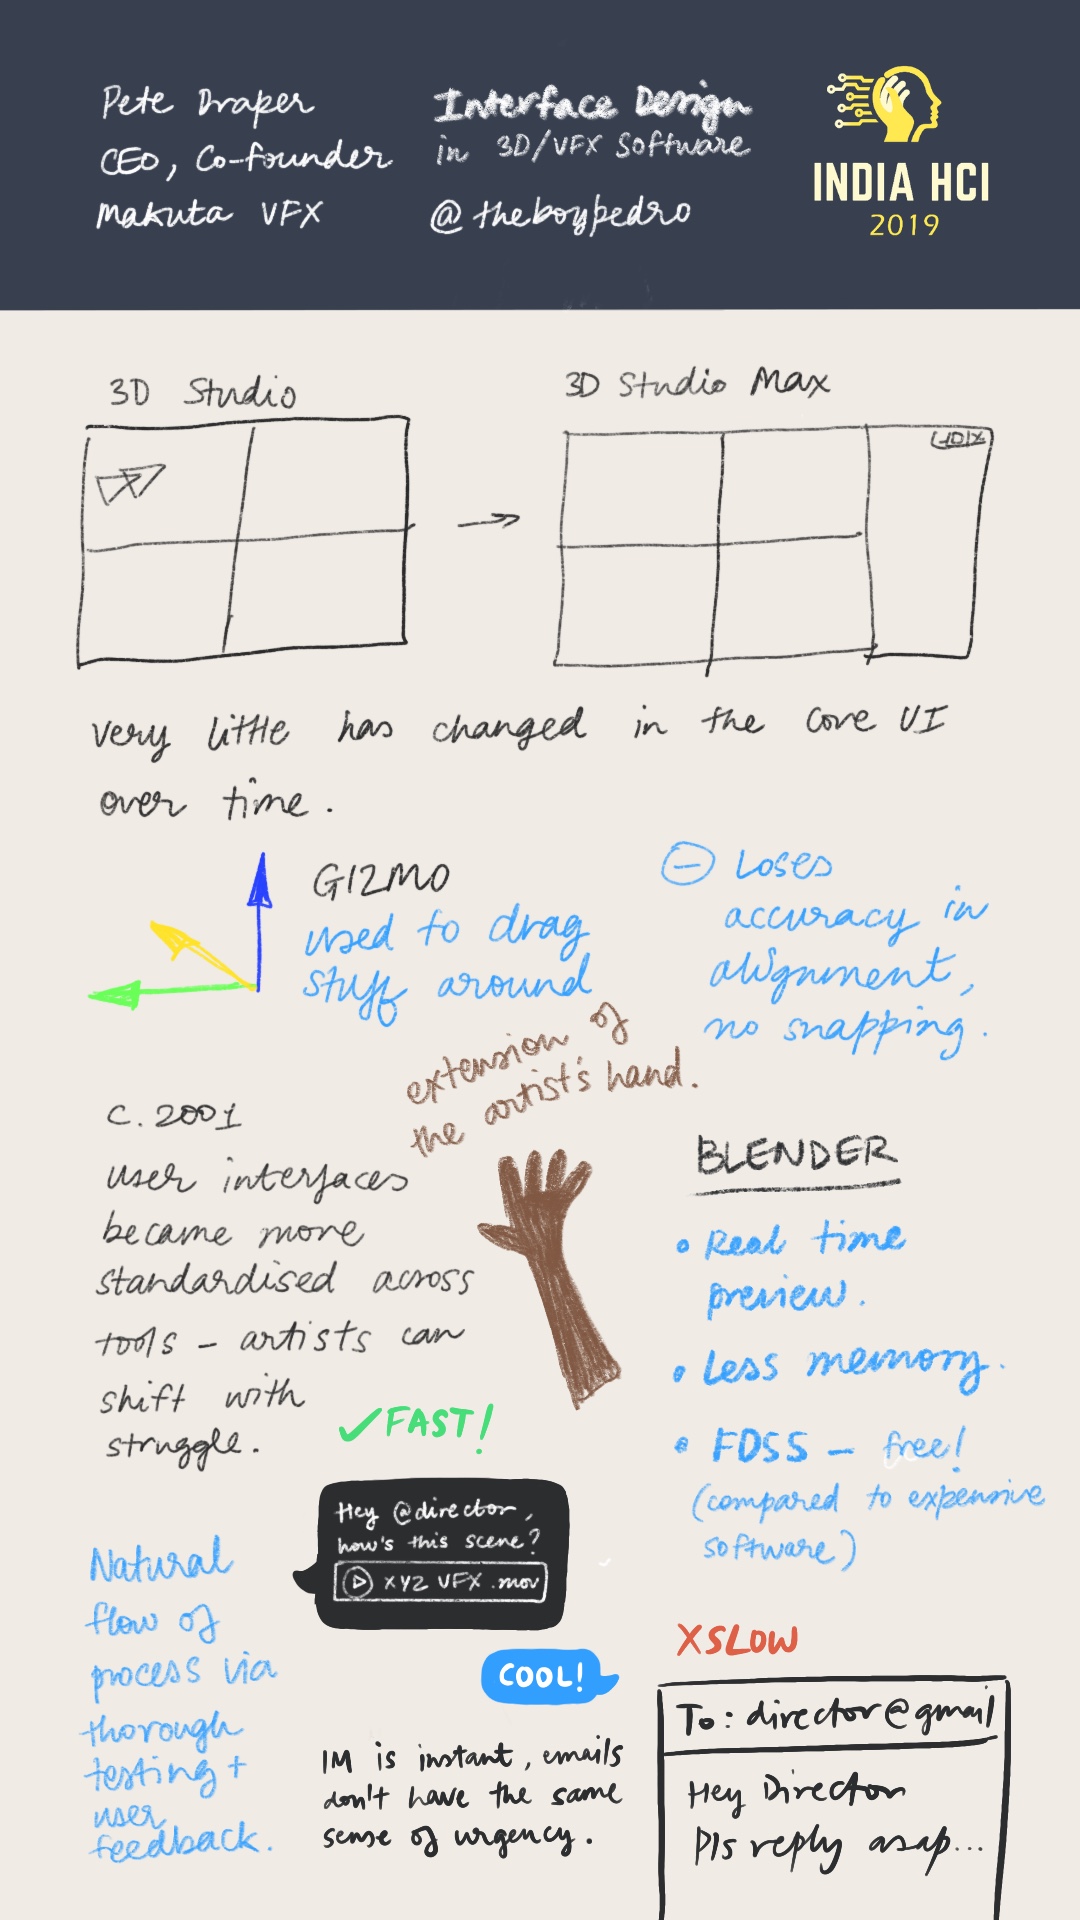 Pete Draper
CEO, Co-founder
Makuta VFX
Interface Design
in 3D/VFX Software
@theboypedro
INDIA HCI
2019
3D Studio
3D Studio Max
very little has changed in the core UI
over time.
GIZMO
used to drag
stuff around
- Loses
accuracy in
alignment,
no snapping.
extension of
the artist's hand.
C. 2001
user interfaces
became more
standardised across
tools - artists can
shift with
struggle.
BLENDER
• Real time
preview.
• Less memory.
• FOSS - free!
(compared to expensive
software)
✓FAST!
Hey @director,
how's this scene?
XYZ VFX .mov
COOL!
Natural
flow of
process via
thorough
testing +
user
feedback.
IM is instant, emails
don't have the same
sense of urgency.
XSLOW
To: director@gmail
Hey Director
Pls reply asap...